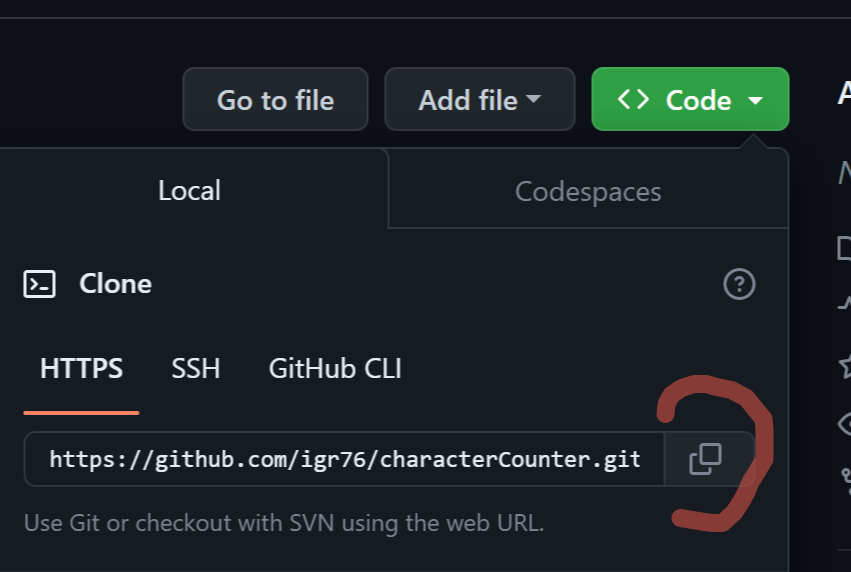 Go to file
Add file
Code
Local
Codespaces
Clone
HTTPS
SSH
GitHub CLI
https://github.com/igr76/characterCounter.git
Use Git or checkout with SVN using the web URL.